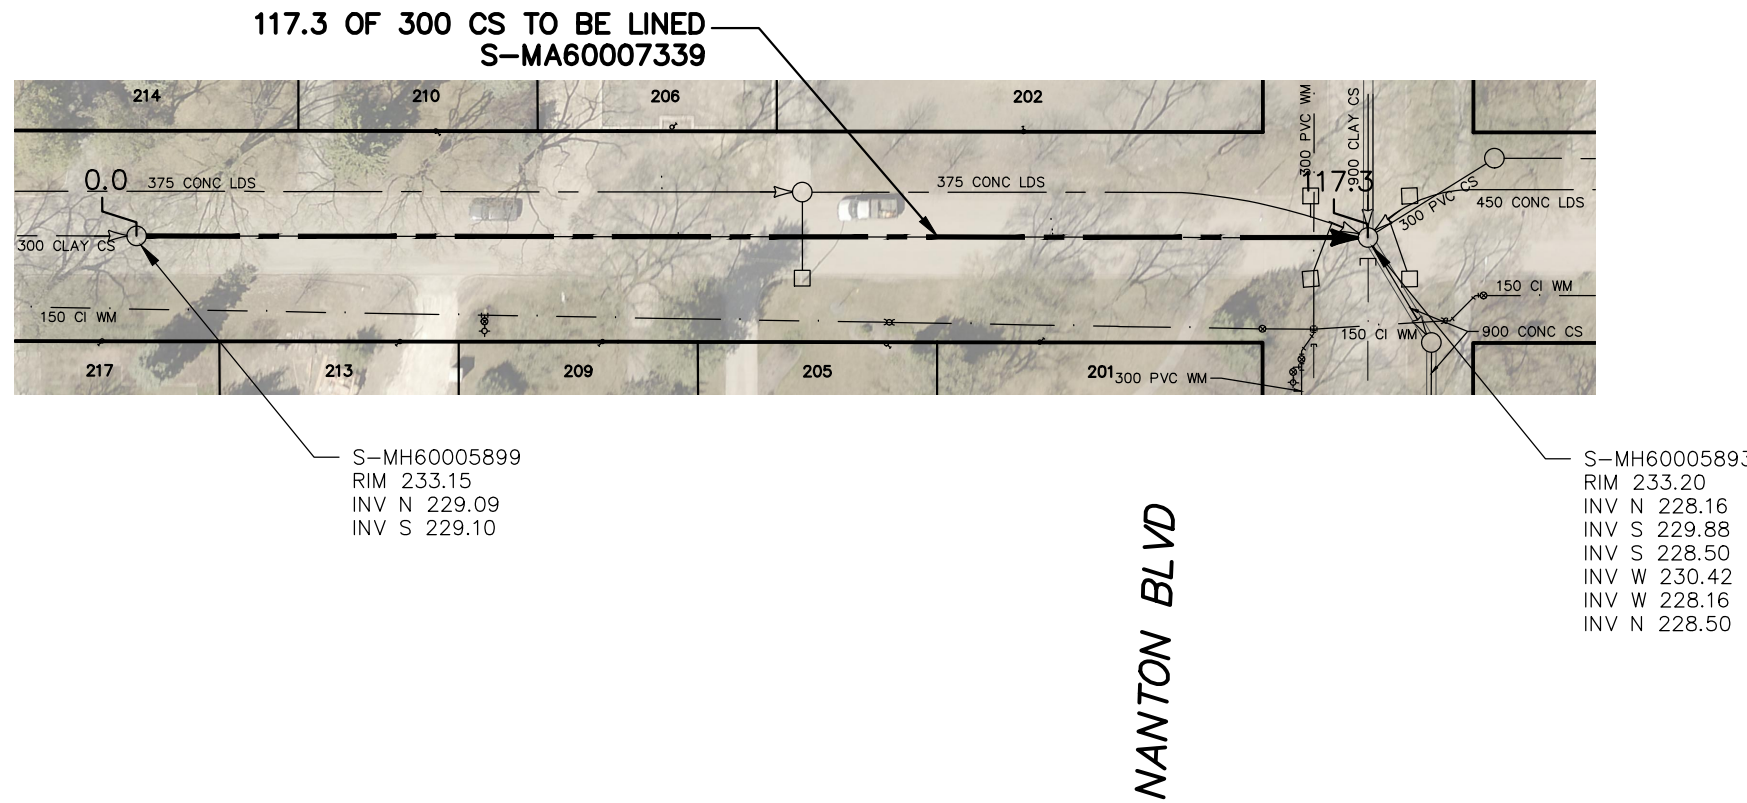 117.3 OF 300 CS TO BE LINED
S-MA60007339
214
210
206
202
300 PVC WM
900 CLAY CS
0.0
375 CONC LDS
375 CONC LDS
117.3
300 PVC CS
450 CONC LDS
300 CLAY CS
150 CI WM
150 CI WM
150 CI WM
900 CONC CS
217
213
209
205
201
300 PVC WM
S-MH60005899
RIM 233.15
INV N 229.09
INV S 229.10
S-MH60005893
RIM 233.20
INV N 228.16
INV S 229.88
INV S 228.50
INV W 230.42
INV W 228.16
INV N 228.50
NANTON BLVD